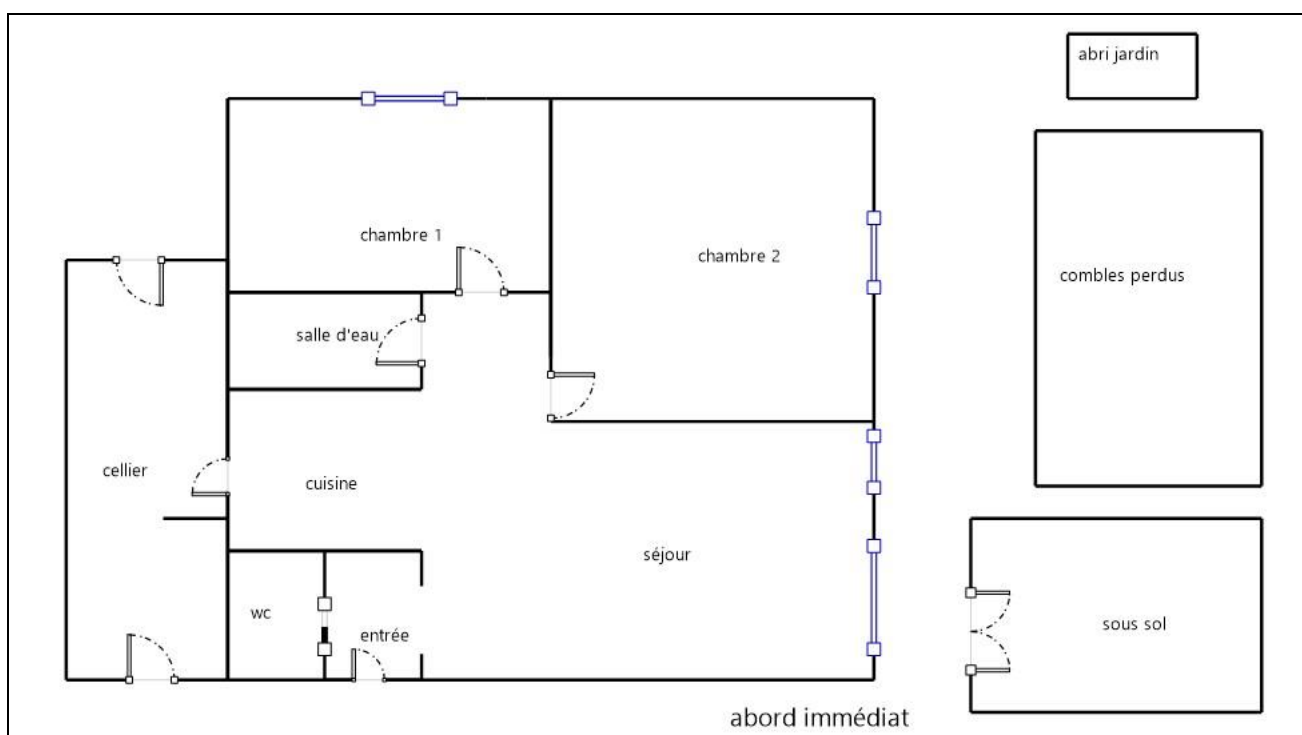 abri jardin
chambre 1
chambre 2
combles perdus
salle d'eau
cellier
cuisine
séjour
wc
entrée
sous sol
abord immédiat